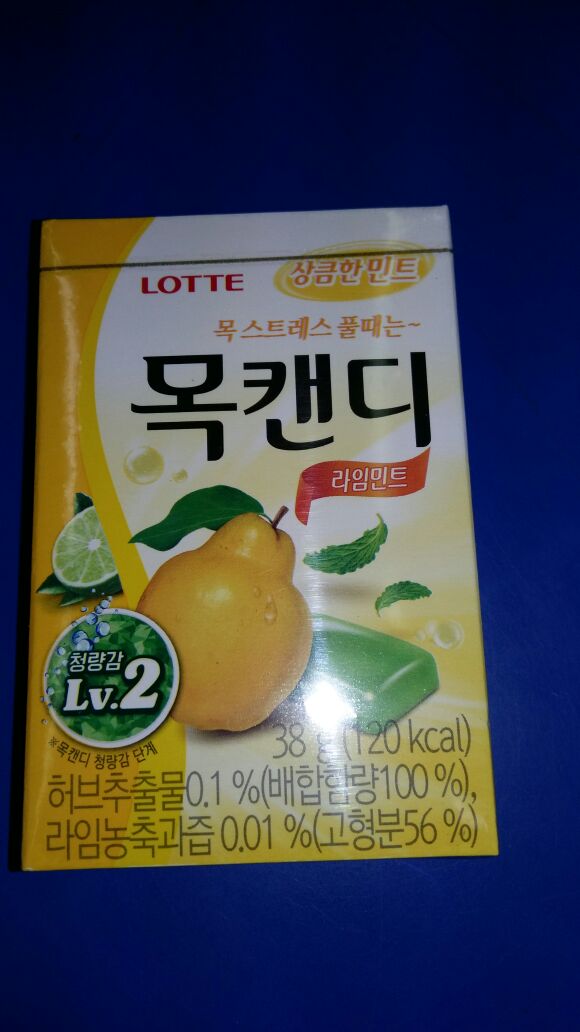 LOTTE
상큼한 민트
목 스트레스 풀때는~
목캔디
라임민트
청량감
Lv.2
※목캔디 청량감 단계
38 g (120 kcal)
허브추출물0.1 %(배합함량100 %),
라임농축과즙 0.01 %(고형분56 %)